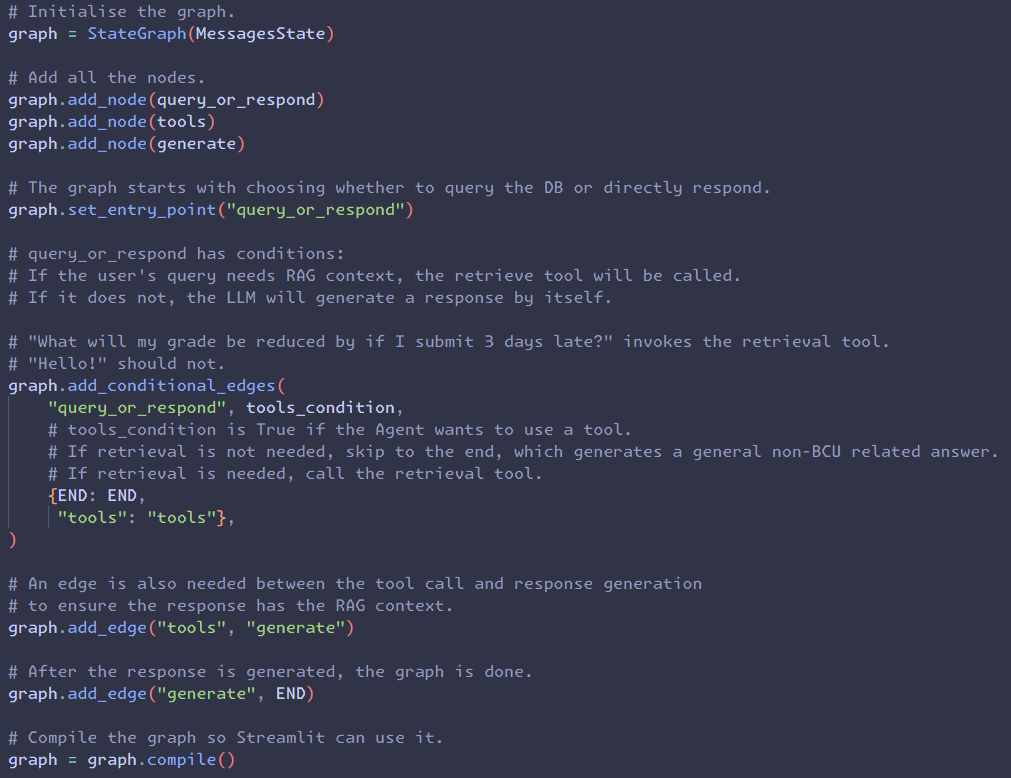 # Initialise the graph.
graph = StateGraph(MessagesState)

# Add all the nodes.
graph.add_node(query_or_respond)
graph.add_node(tools)
graph.add_node(generate)

# The graph starts with choosing whether to query the DB or directly respond.
graph.set_entry_point("query_or_respond")

# query_or_respond has conditions:
# If the user's query needs RAG context, the retrieve tool will be called.
# If it does not, the LLM will generate a response by itself.

# "What will my grade be reduced by if I submit 3 days late?" invokes the retrieval tool.
# "Hello!" should not.
graph.add_conditional_edges(
    "query_or_respond", tools_condition,
    # tools_condition is True if the Agent wants to use a tool.
    # If retrieval is not needed, skip to the end, which generates a general non-BCU related answer.
    # If retrieval is needed, call the retrieval tool.
    {END: END,
     "tools": "tools"},
)

# An edge is also needed between the tool call and response generation
# to ensure the response has the RAG context.
graph.add_edge("tools", "generate")

# After the response is generated, the graph is done.
graph.add_edge("generate", END)

# Compile the graph so Streamlit can use it.
graph = graph.compile()